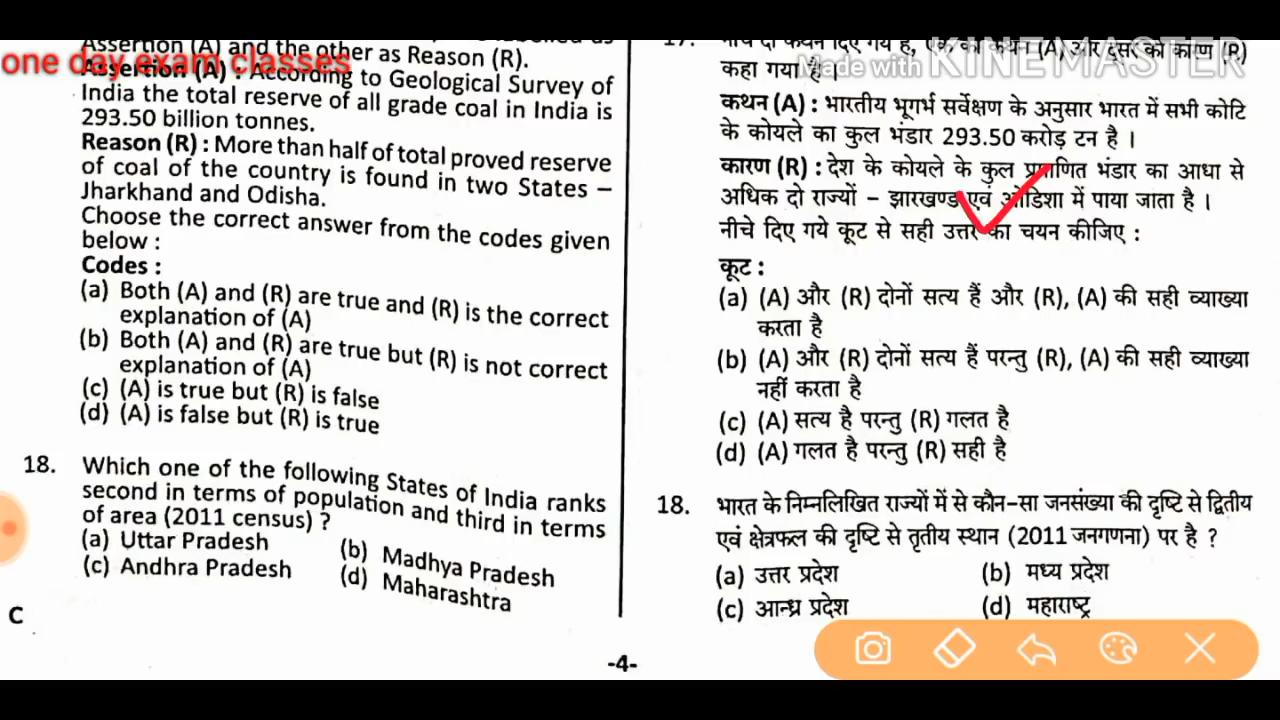 Assertion (A) and the other as Reason (R).
one day exam classes
Assertion (A) : According to Geological Survey of
India the total reserve of all grade coal in India is
293.50 billion tonnes.
Reason (R) : More than half of total proved reserve
of coal of the country is found in two States –
Jharkhand and Odisha.
Choose the correct answer from the codes given
below :
Codes :
(a) Both (A) and (R) are true and (R) is the correct
explanation of (A)
(b) Both (A) and (R) are true but (R) is not correct
explanation of (A)
(c) (A) is true but (R) is false
(d) (A) is false but (R) is true
18. Which one of the following States of India ranks
second in terms of population and third in terms
of area (2011 census) ?
(a) Uttar Pradesh (b) Madhya Pradesh
(c) Andhra Pradesh (d) Maharashtra
C
-4-
17. नीचे दो कथन दिए गये हैं, एक को कथन (A) और दूसरे को कारण (R)
कहा गया है ।
Made with KINEMASTER
कथन (A) : भारतीय भूगर्भ सर्वेक्षण के अनुसार भारत में सभी कोटि
के कोयले का कुल भंडार 293.50 करोड़ टन है ।
कारण (R) : देश के कोयले के कुल प्रमाणित भंडार का आधा से
अधिक दो राज्यों – झारखण्ड एवं ओडिशा में पाया जाता है ।
नीचे दिए गये कूट से सही उत्तर का चयन कीजिए :
कूट :
(a) (A) और (R) दोनों सत्य हैं और (R), (A) की सही व्याख्या
करता है
(b) (A) और (R) दोनों सत्य हैं परन्तु (R), (A) की सही व्याख्या
नहीं करता है
(c) (A) सत्य है परन्तु (R) गलत है
(d) (A) गलत है परन्तु (R) सही है
18. भारत के निम्नलिखित राज्यों में से कौन-सा जनसंख्या की दृष्टि से द्वितीय
एवं क्षेत्रफल की दृष्टि से तृतीय स्थान (2011 जनगणना) पर है ?
(a) उत्तर प्रदेश (b) मध्य प्रदेश
(c) आन्ध्र प्रदेश (d) महाराष्ट्र